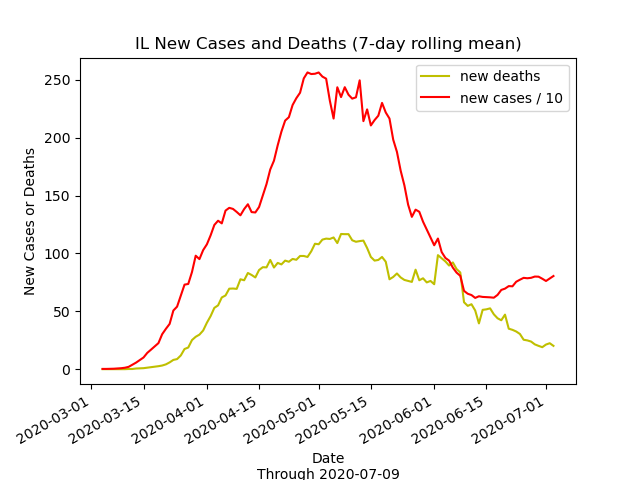 IL New Cases and Deaths (7-day rolling mean)
new deaths
new cases / 10
250
200
150
100
50
0
New Cases or Deaths
2020-03-01
2020-03-15
2020-04-01
2020-04-15
2020-05-01
2020-05-15
2020-06-01
2020-06-15
2020-07-01
Date
Through 2020-07-09